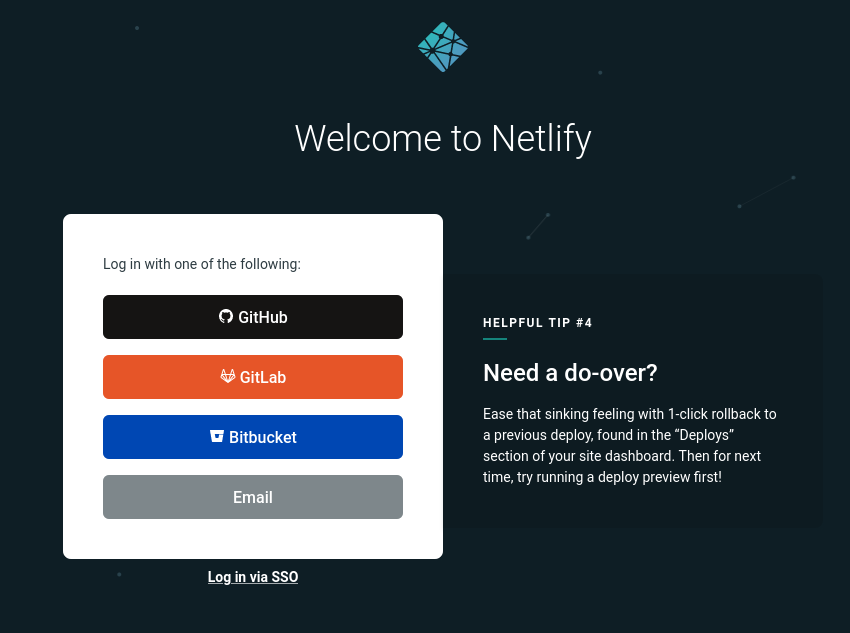 Welcome to Netlify
Log in with one of the following:
GitHub
GitLab
Bitbucket
Email
Log in via SSO
HELPFUL TIP #4
Need a do-over?
Ease that sinking feeling with 1-click rollback to
a previous deploy, found in the “Deploys”
section of your site dashboard. Then for next
time, try running a deploy preview first!